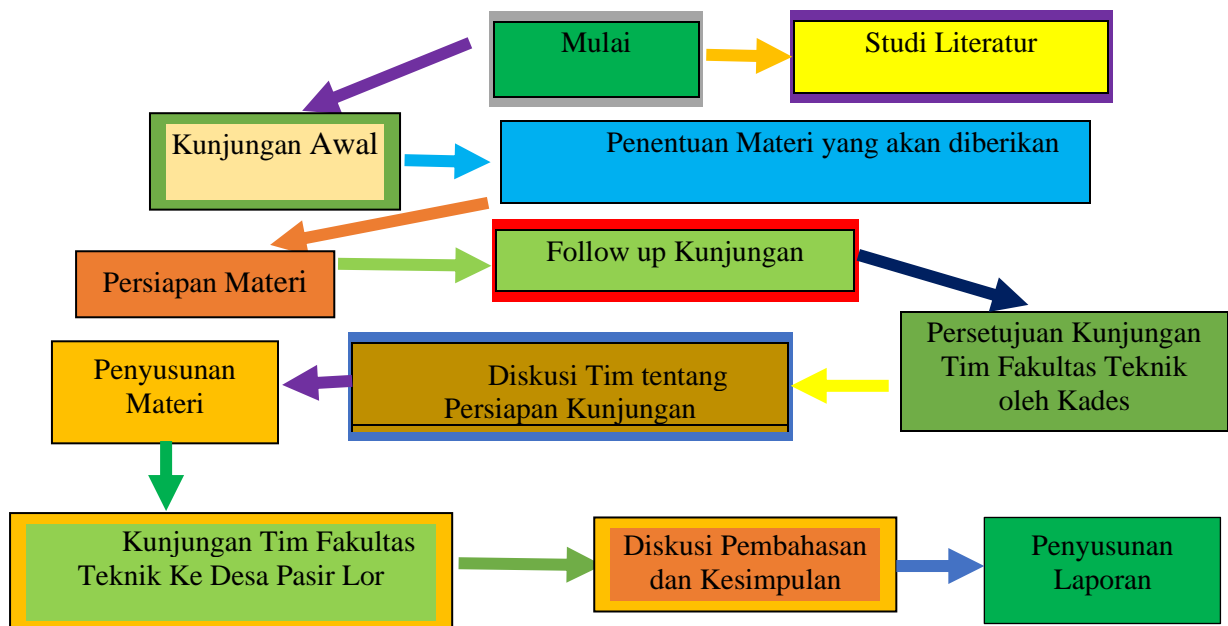 Mulai
Studi Literatur
Kunjungan Awal
Penentuan Materi yang akan diberikan
Persiapan Materi
Follow up Kunjungan
Persetujuan Kunjungan
Tim Fakultas Teknik
oleh Kades
Diskusi Tim tentang
Persiapan Kunjungan
Penyusunan
Materi
Kunjungan Tim Fakultas
Teknik Ke Desa Pasir Lor
Diskusi Pembahasan
dan Kesimpulan
Penyusunan
Laporan